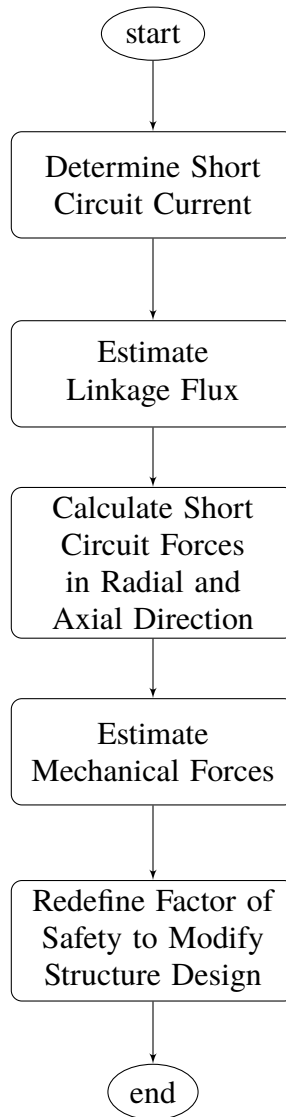 start
Determine Short
Circuit Current
Estimate
Linkage Flux
Calculate Short
Circuit Forces
in Radial and
Axial Direction
Estimate
Mechanical Forces
Redefine Factor of
Safety to Modify
Structure Design
end